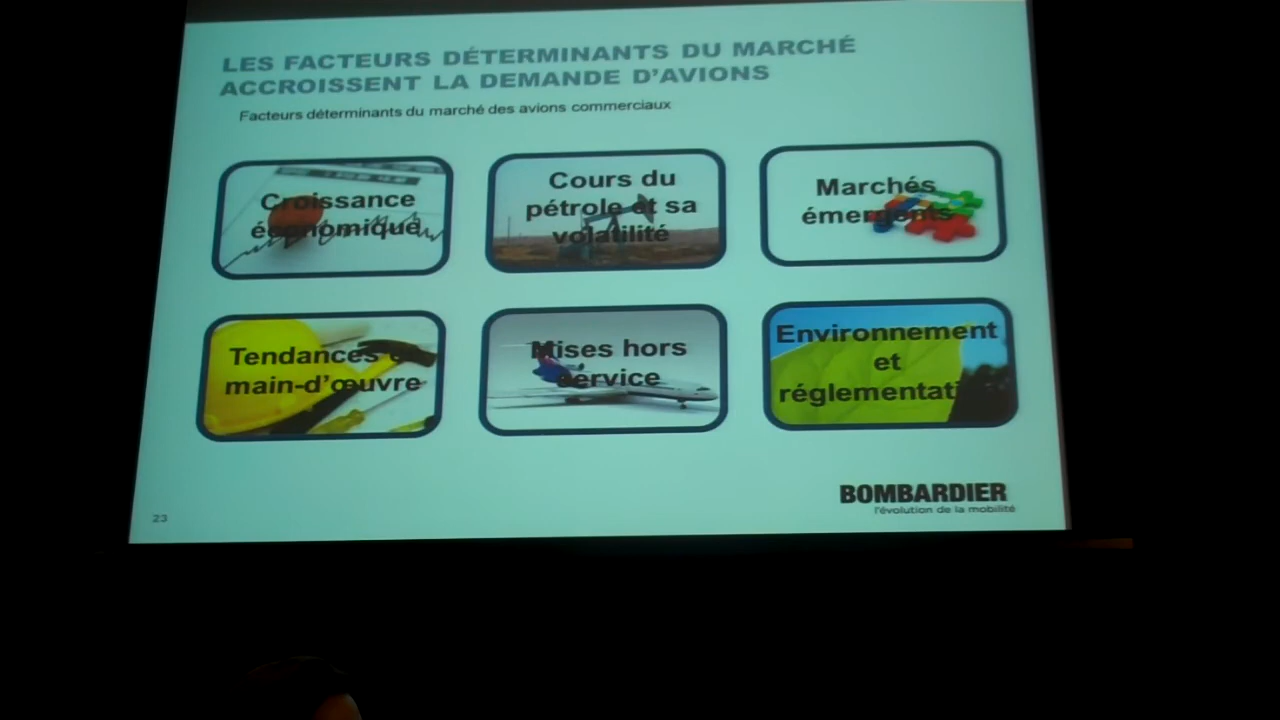 LES FACTEURS DÉTERMINANTS DU MARCHÉ
ACCROISSENT LA DEMANDE D'AVIONS
Facteurs déterminants du marché des avions commerciaux
Croissance
économique
Cours du
pétrole et sa
volatilité
Marchés
émergents
Tendances
main-d'œuvre
Mises hors
service
Environnement
et
réglementati
BOMBARDIER
l'évolution de la mobilité
23